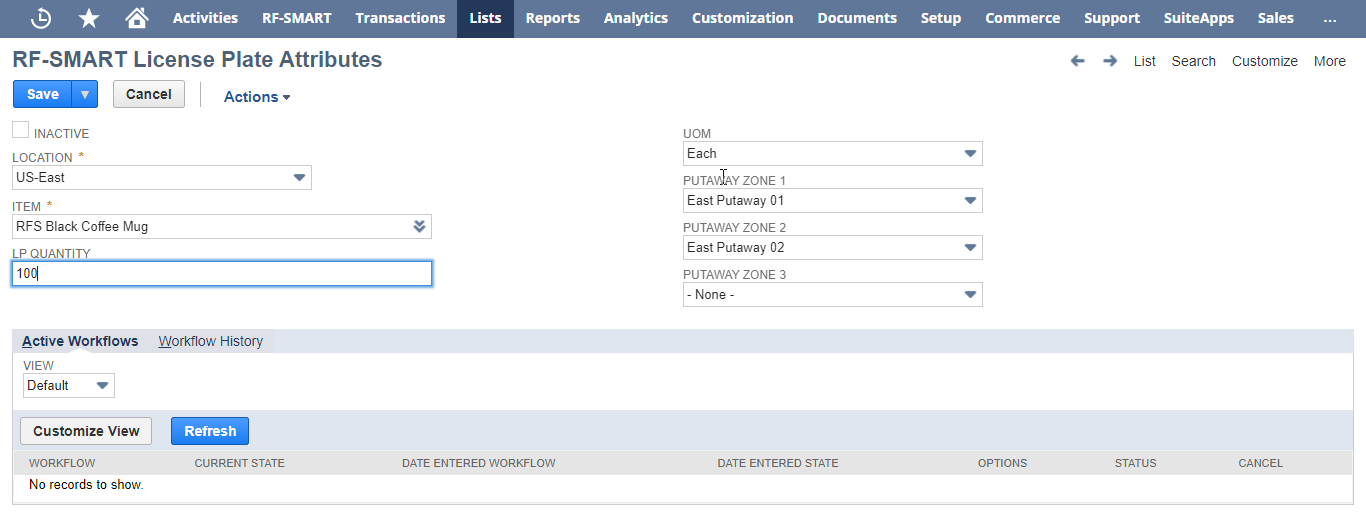 Activities RF-SMART Transactions Lists Reports Analytics Customization Documents Setup Commerce Support SuiteApps Sales ...
RF-SMART License Plate Attributes
List Search Customize More
Save Cancel Actions
INACTIVE
LOCATION *
US-East
ITEM *
RFS Black Coffee Mug
LP QUANTITY
100
UOM
Each
PUTAWAY ZONE 1
East Putaway 01
PUTAWAY ZONE 2
East Putaway 02
PUTAWAY ZONE 3
- None -
Active Workflows Workflow History
VIEW
Default
Customize View Refresh
WORKFLOW CURRENT STATE DATE ENTERED WORKFLOW DATE ENTERED STATE OPTIONS STATUS CANCEL
No records to show.